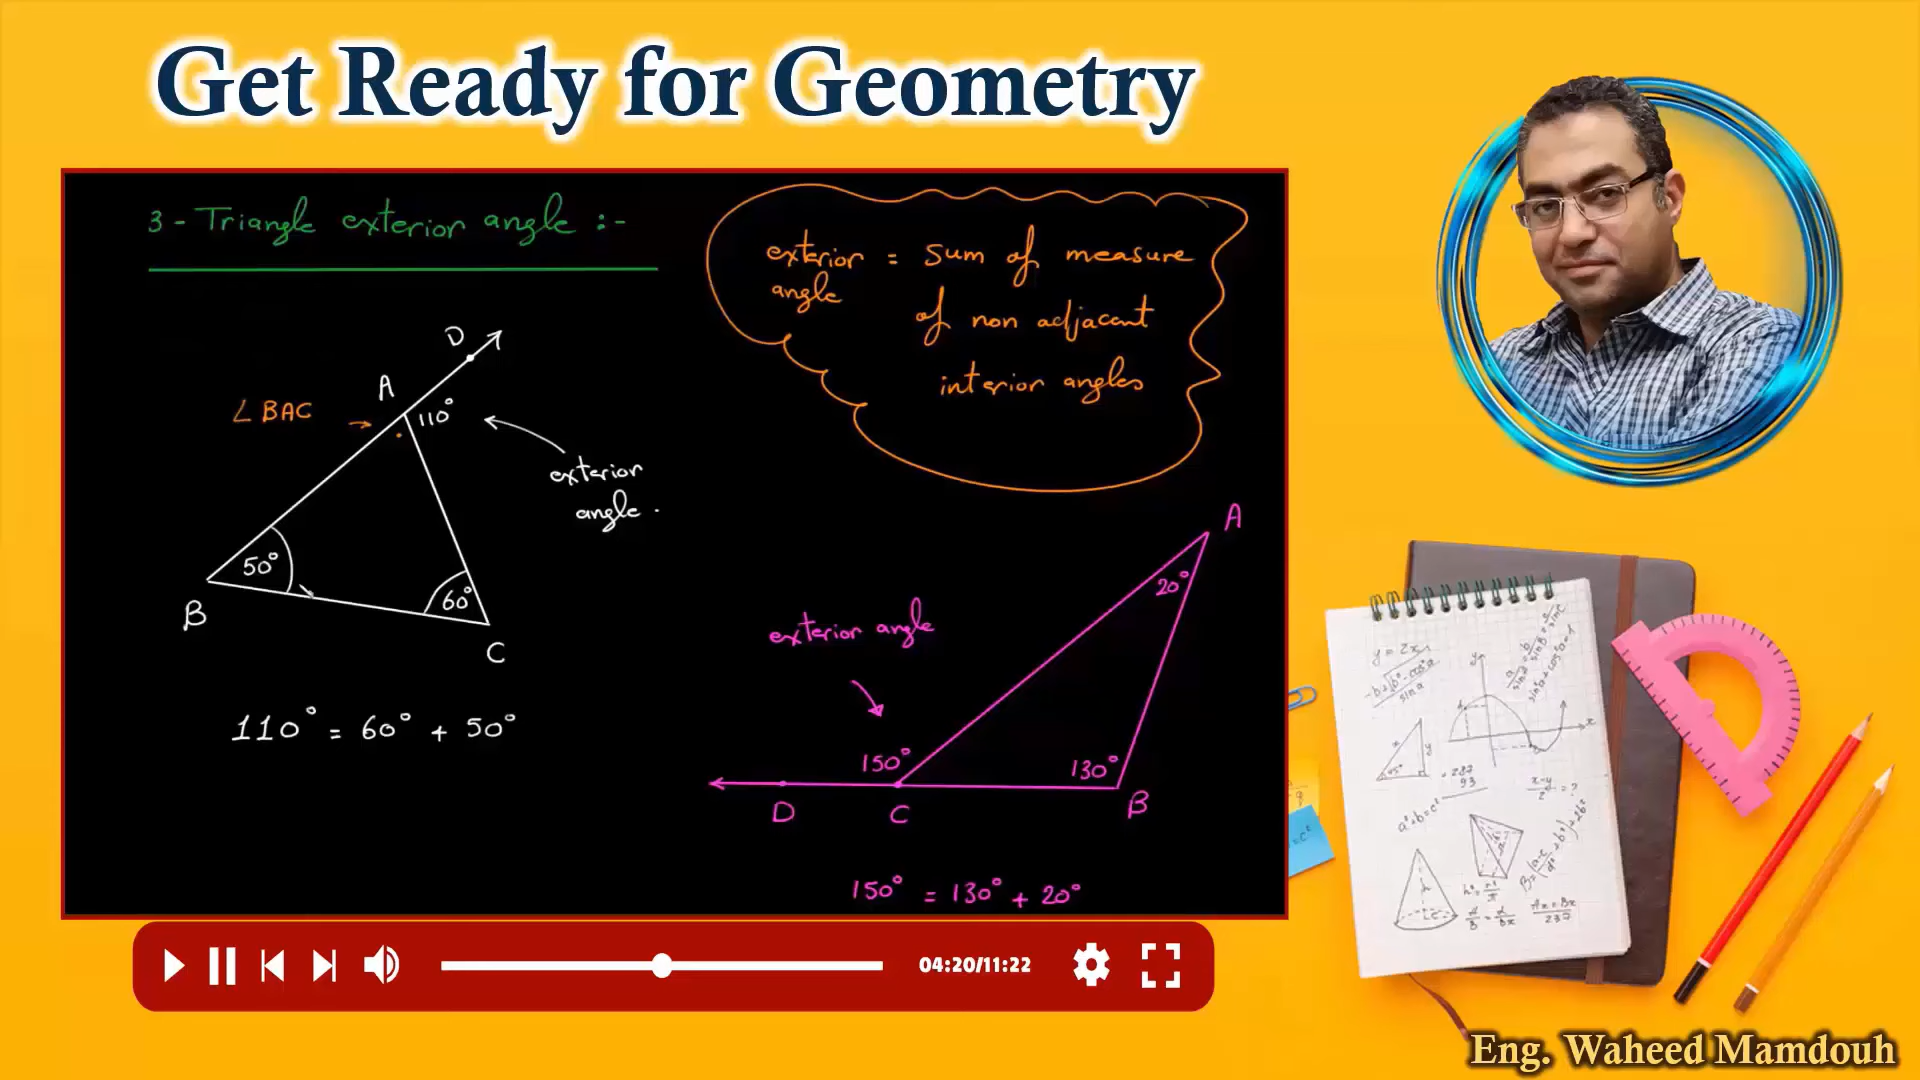 Get Ready for Geometry
3 - Triangle exterior angle :-
exterior = sum of measure
angle
of non adjacent
interior angles
D
A
∠ BAC
110°
exterior
angle.
50°
60°
B
C
110° = 60° + 50°
A
20°
exterior angle
150°
130°
D
C
B
150° = 130° + 20°
04:20/11:22
y = 2x
Eng. Waheed Mamdouh